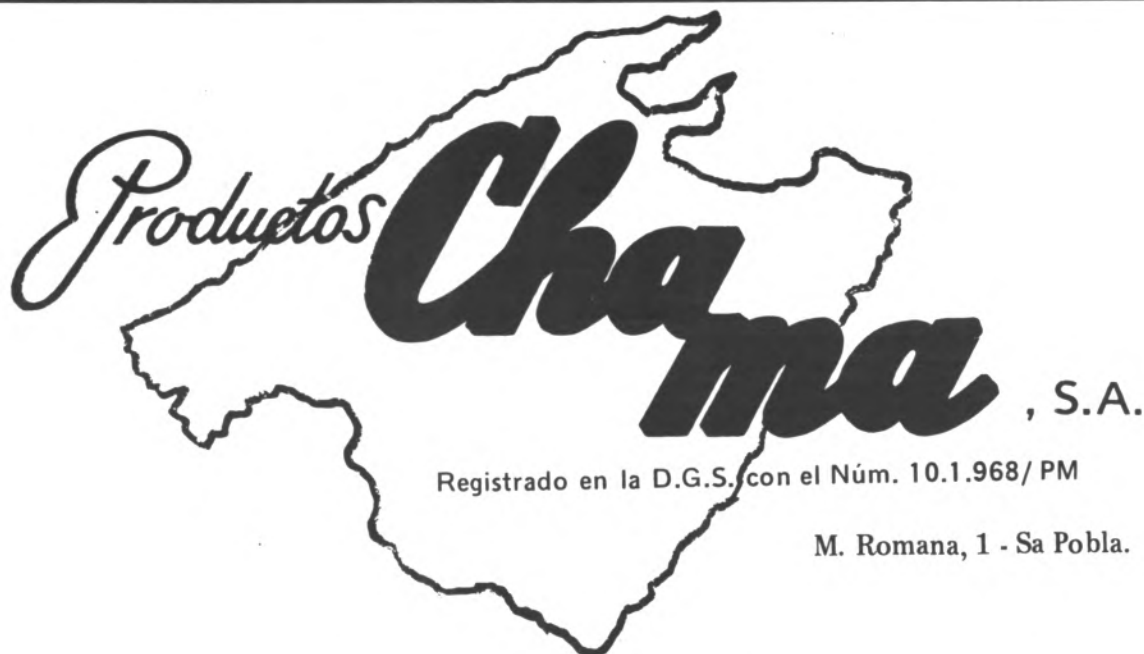 Productos
Chama, S.A.
Registrado en la D.G.S. con el Núm. 10.1.968/ PM
M. Romana, 1 - Sa Pobla.